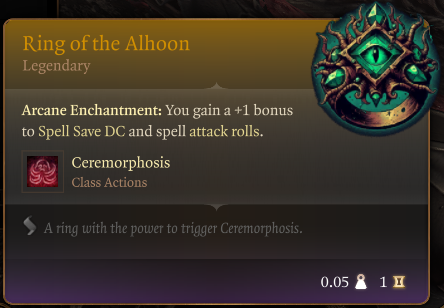 Ring of the Alhoon
Legendary
Arcane Enchantment: You gain a +1 bonus
to Spell Save DC and spell attack rolls.
Ceremorphosis
Class Actions
A ring with the power to trigger Ceremorphosis.
0.05 1